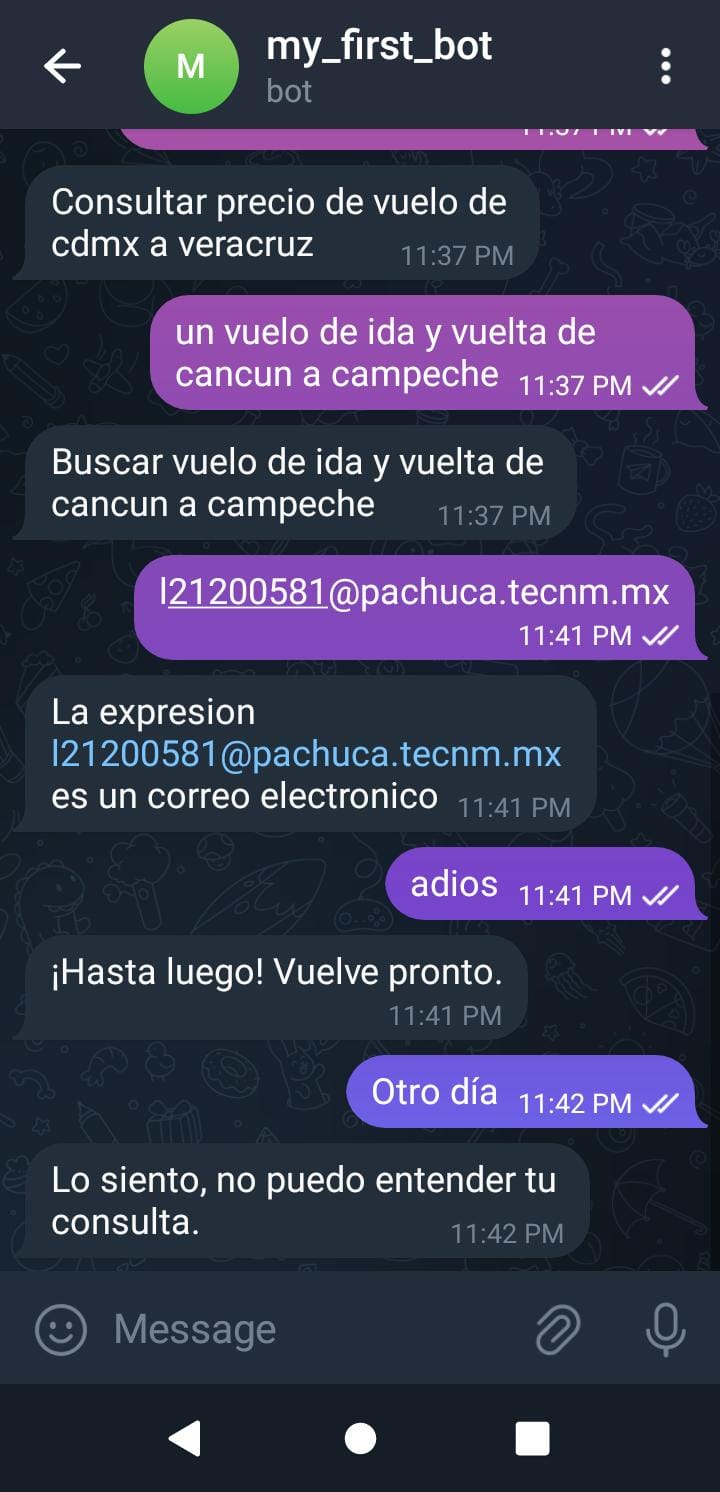 M
my_first_bot
bot
11:37 PM
Consultar precio de vuelo de
cdmx a veracruz 11:37 PM
un vuelo de ida y vuelta de
cancun a campeche 11:37 PM
Buscar vuelo de ida y vuelta de
cancun a campeche 11:37 PM
l21200581@pachuca.tecnm.mx
11:41 PM
La expresion
l21200581@pachuca.tecnm.mx
es un correo electronico 11:41 PM
adios 11:41 PM
¡Hasta luego! Vuelve pronto.
11:41 PM
Otro día 11:42 PM
Lo siento, no puedo entender tu
consulta. 11:42 PM
Message